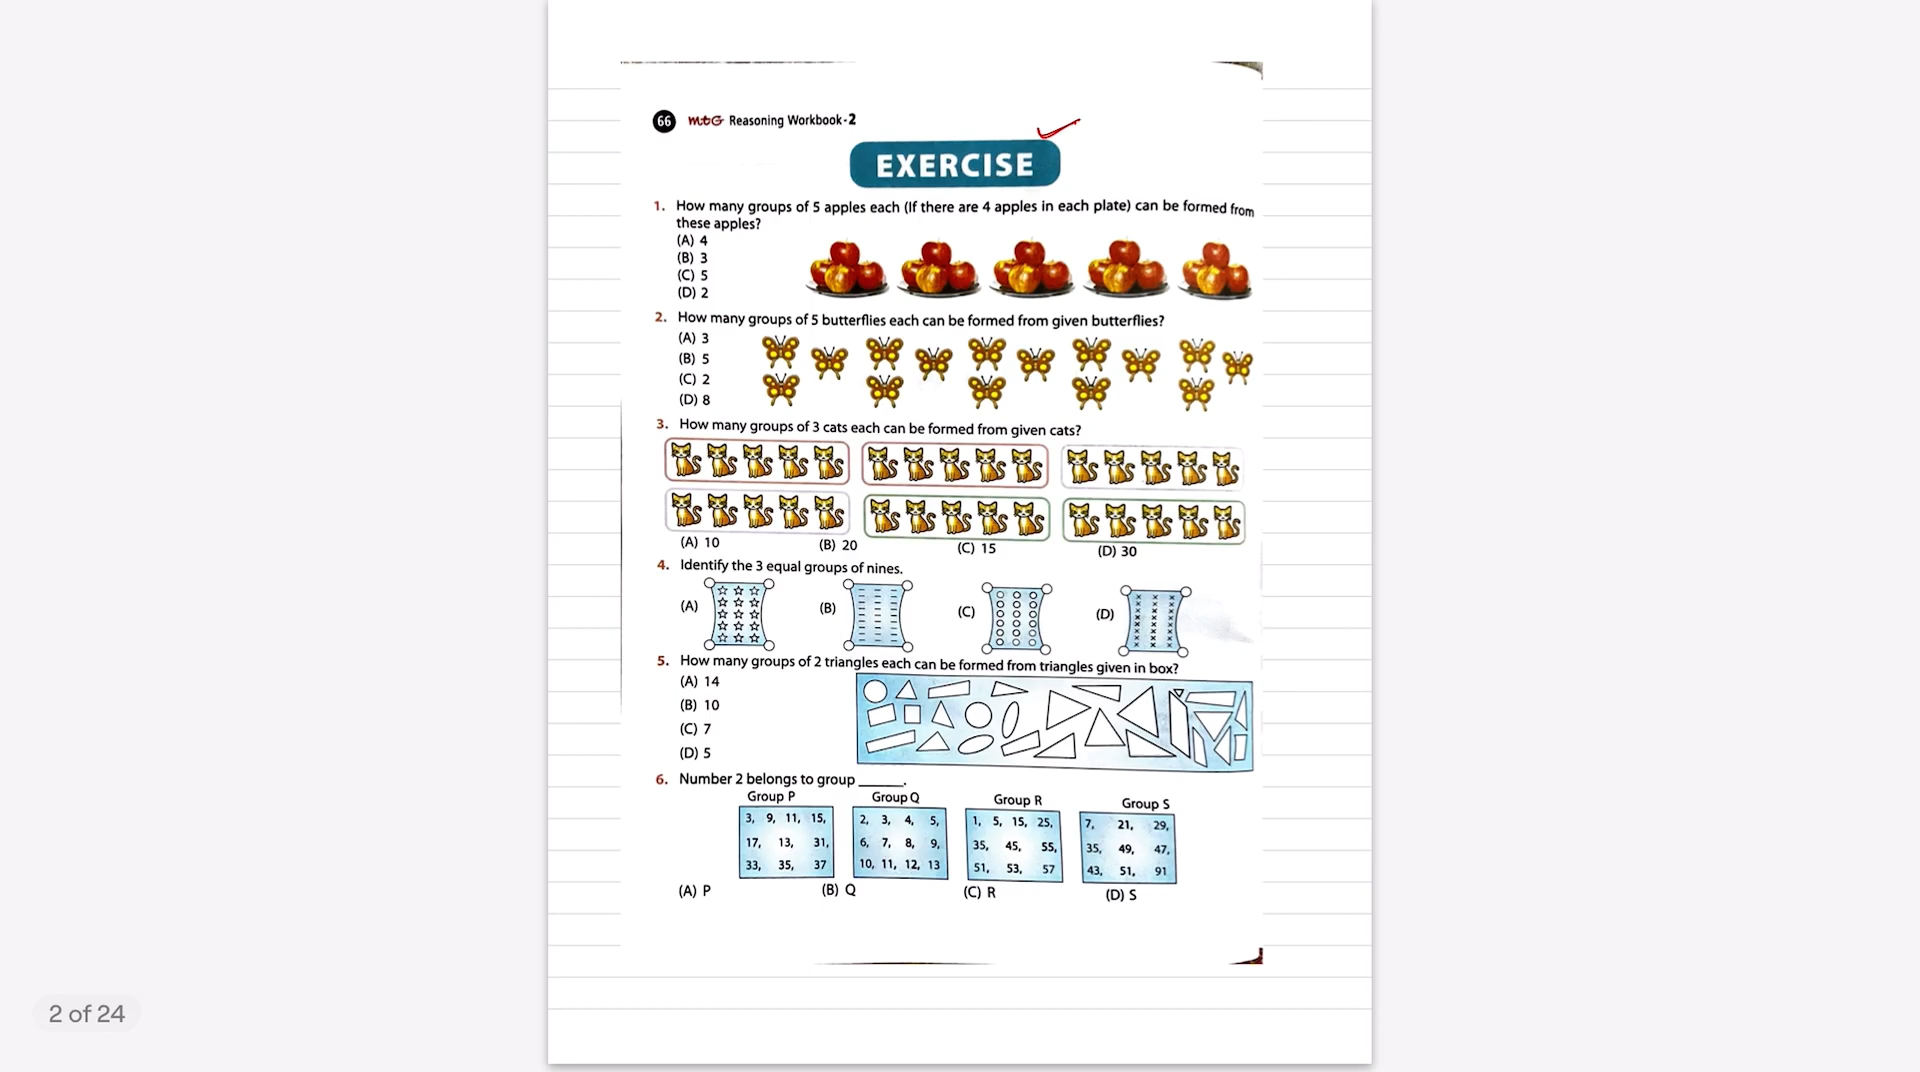 66 mtG Reasoning Workbook-2
EXERCISE
1. How many groups of 5 apples each (If there are 4 apples in each plate) can be formed from
these apples?
(A) 4
(B) 3
(C) 5
(D) 2
2. How many groups of 5 butterflies each can be formed from given butterflies?
(A) 3
(B) 5
(C) 2
(D) 8
3. How many groups of 3 cats each can be formed from given cats?
(A) 10 (B) 20 (C) 15 (D) 30
4. Identify the 3 equal groups of nines.
(A) (B) (C) (D)
5. How many groups of 2 triangles each can be formed from triangles given in box?
(A) 14
(B) 10
(C) 7
(D) 5
6. Number 2 belongs to group ______.
Group P Group Q Group R Group S
3, 9, 11, 15, 2, 3, 4, 5, 1, 5, 15, 25, 7, 21, 29,
17, 13, 31, 6, 7, 8, 9, 35, 45, 55, 35, 49, 47,
33, 35, 37 10, 11, 12, 13 51, 53, 57 43, 51, 91
(A) P (B) Q (C) R (D) S
2 of 24